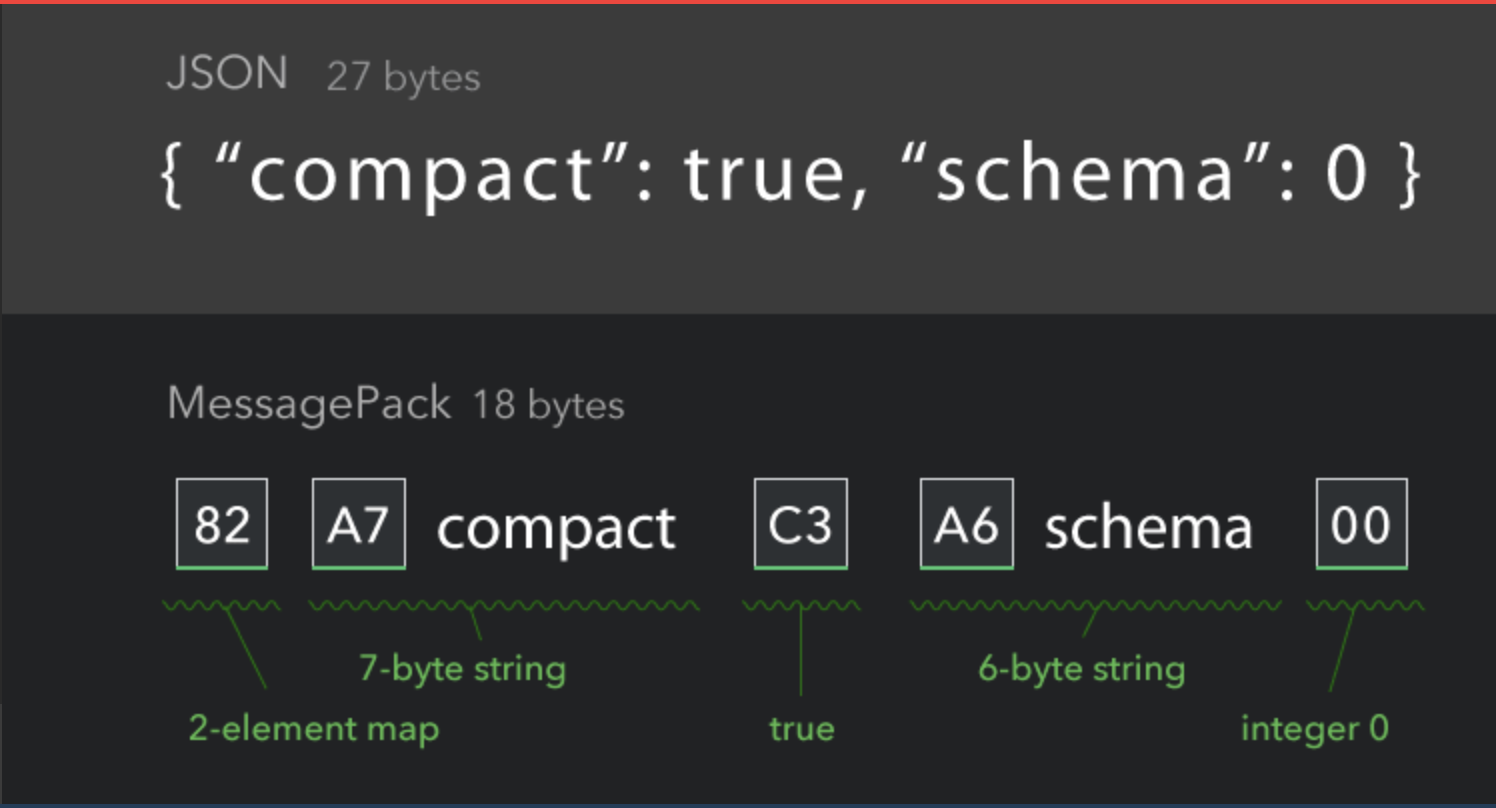 JSON 27 bytes
{ “compact”: true, “schema”: 0 }
MessagePack 18 bytes
82 A7 compact C3 A6 schema 00
7-byte string 6-byte string
2-element map true integer 0